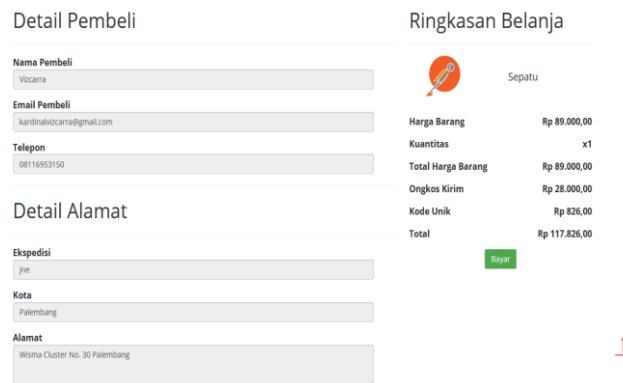 Detail Pembeli
Nama Pembeli
Vizcarra
Email Pembeli
kardinalvizcarra@gmail.com
Telepon
08116953150
Detail Alamat
Ekspedisi
jne
Kota
Palembang
Alamat
Wisma Cluster No. 30 Palembang
Ringkasan Belanja
Sepatu
Harga Barang Rp 89.000,00
Kuantitas x1
Total Harga Barang Rp 89.000,00
Ongkos Kirim Rp 28.000,00
Kode Unik Rp 826,00
Total Rp 117.826,00
Bayar